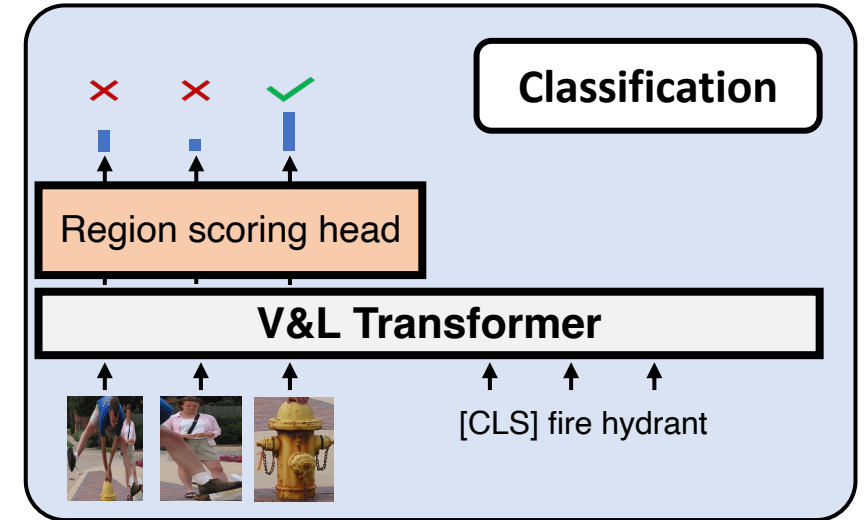 Classification
Region scoring head
V&L Transformer
[CLS] fire hydrant